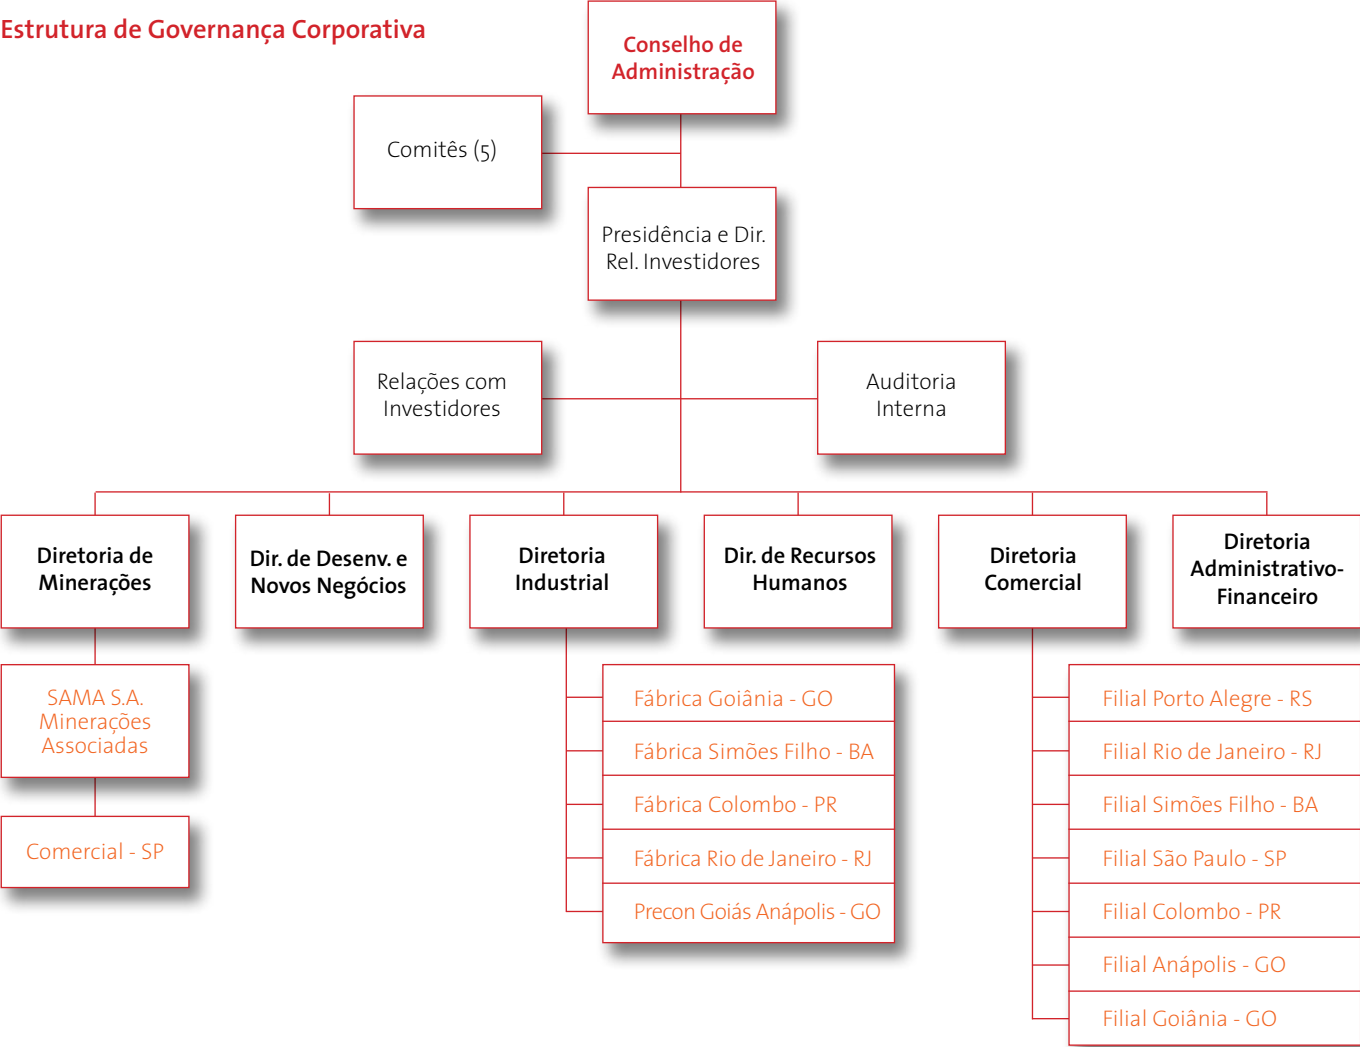 Estrutura de Governança Corporativa
Conselho de
Administração
Comitês (5)
Presidência e Dir.
Rel. Investidores
Relações com
Investidores
Auditoria
Interna
Diretoria de
Minerações
Dir. de Desenv. e
Novos Negócios
Diretoria
Industrial
Dir. de Recursos
Humanos
Diretoria
Comercial
Diretoria
Administrativo-
Financeiro
SAMA S.A.
Minerações
Associadas
Comercial - SP
Fábrica Goiânia - GO
Fábrica Simões Filho - BA
Fábrica Colombo - PR
Fábrica Rio de Janeiro - RJ
Precon Goiás Anápolis - GO
Filial Porto Alegre - RS
Filial Rio de Janeiro - RJ
Filial Simões Filho - BA
Filial São Paulo - SP
Filial Colombo - PR
Filial Anápolis - GO
Filial Goiânia - GO